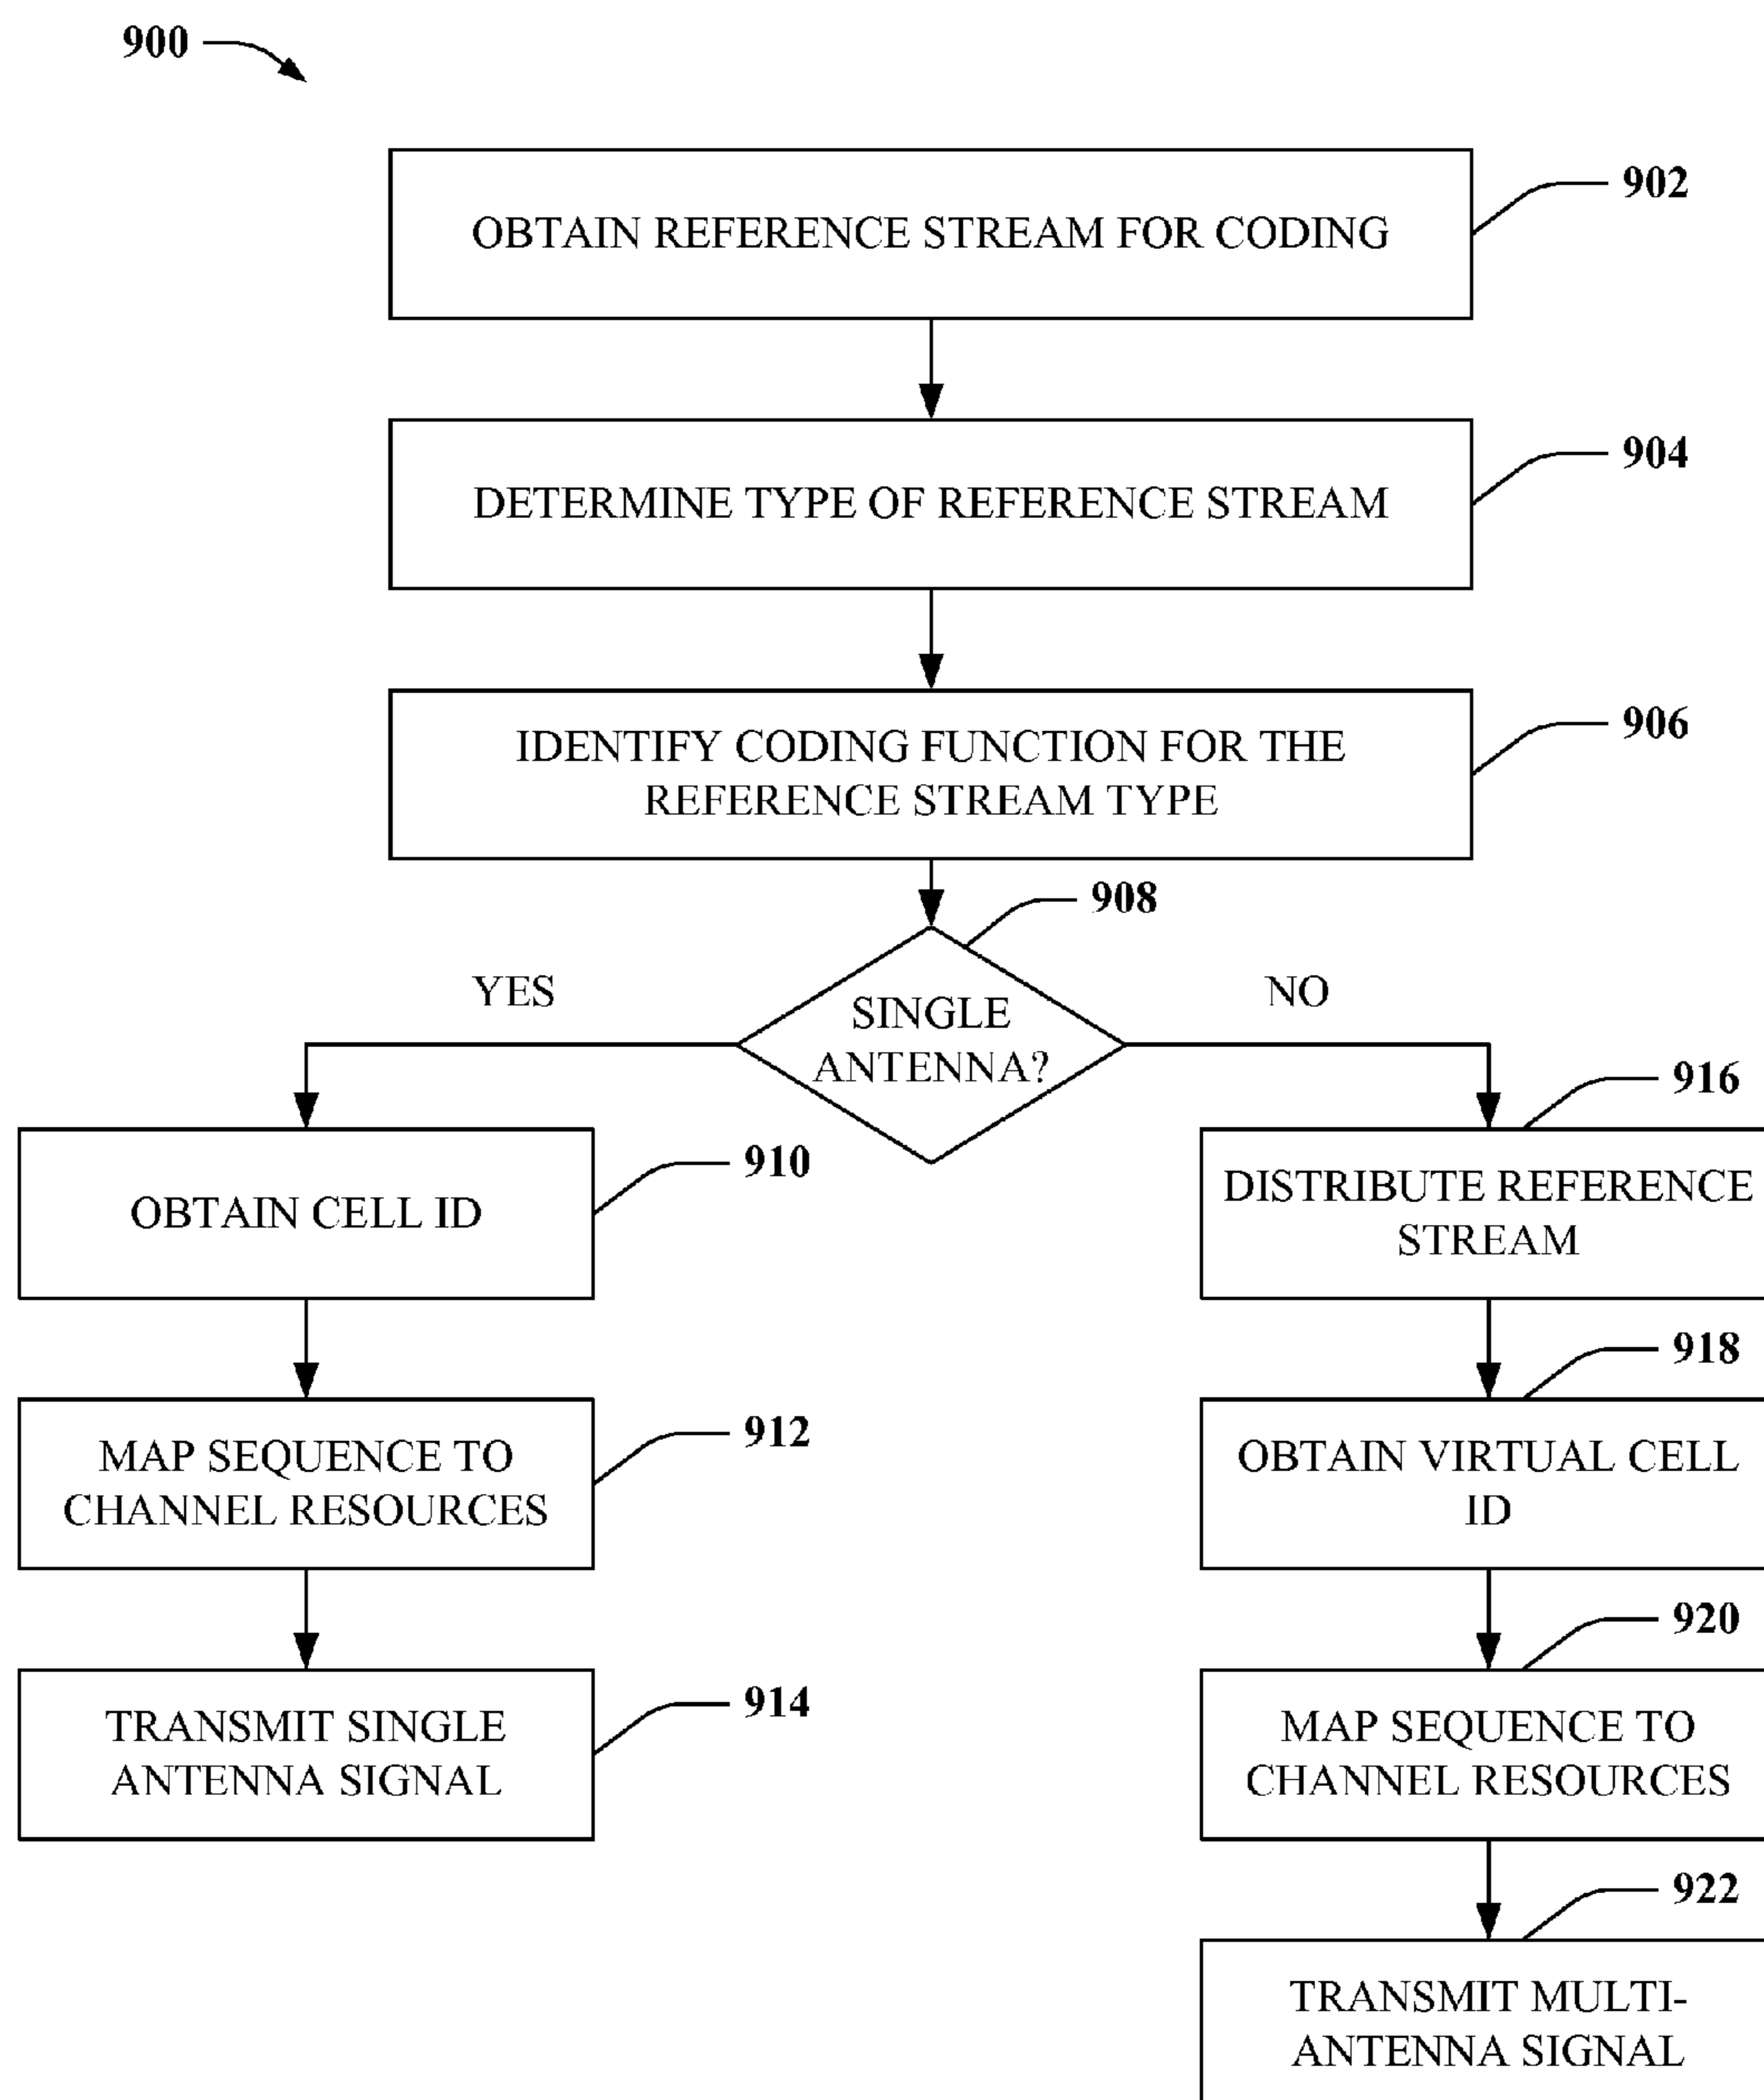 900
OBTAIN REFERENCE STREAM FOR CODING
902
DETERMINE TYPE OF REFERENCE STREAM
904
IDENTIFY CODING FUNCTION FOR THE
REFERENCE STREAM TYPE
906
908
SINGLE
ANTENNA?
YES
NO
OBTAIN CELL ID
910
MAP SEQUENCE TO
CHANNEL RESOURCES
912
TRANSMIT SINGLE
ANTENNA SIGNAL
914
916
DISTRIBUTE REFERENCE
STREAM
918
OBTAIN VIRTUAL CELL
ID
920
MAP SEQUENCE TO
CHANNEL RESOURCES
922
TRANSMIT MULTI-
ANTENNA SIGNAL